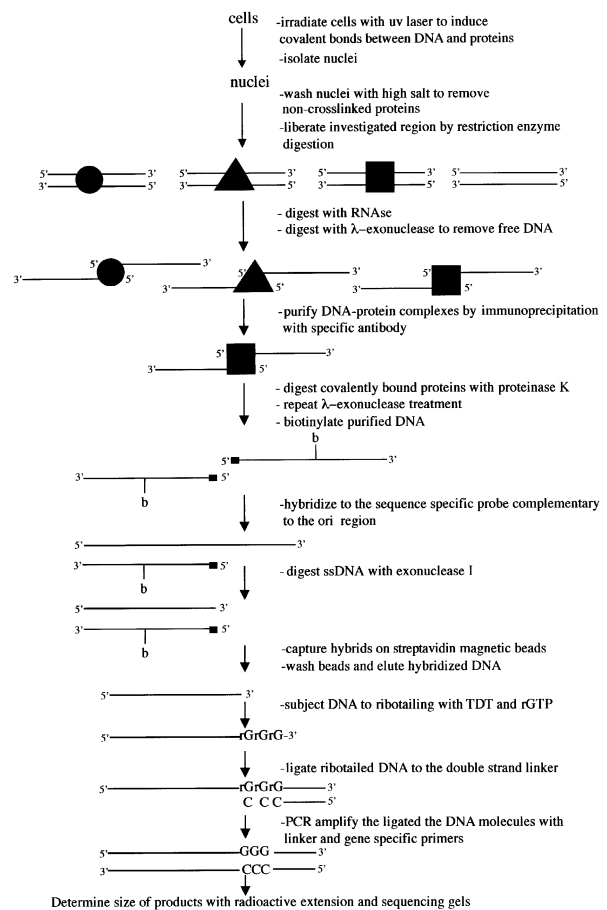 cells
-irradiate cells with uv laser to induce
covalent bonds between DNA and proteins
-isolate nuclei
nuclei
-wash nuclei with high salt to remove
non-crosslinked proteins
-liberate investigated region by restriction enzyme
digestion
5' 3' 5' 3' 5' 3' 5' 3'
3' 5' 3' 5' 3' 5' 3' 5'
- digest with RNAse
- digest with λ-exonuclease to remove free DNA
5' 3' 5' 3' 5' 3'
3' 5' 3' 5' 3' 5'
-purify DNA-protein complexes by immunoprecipitation
with specific antibody
5' 3'
3' 5'
- digest covalently bound proteins with proteinase K
- repeat λ-exonuclease treatment
- biotinylate purified DNA
b
5' 3'
3' 5'
b
-hybridize to the sequence specific probe complementary
to the ori region
5' 3'
3' 5'
- digest ssDNA with exonuclease I
b
5' 3'
3' 5'
b
-capture hybrids on streptavidin magnetic beads
-wash beads and elute hybridized DNA
5' 3'
-subject DNA to ribotailing with TDT and rGTP
5' rGrGrG-3'
-ligate ribotailed DNA to the double strand linker
5' rGrGrG 3'
C C C 5'
-PCR amplify the ligated the DNA molecules with
linker and gene specific primers
5' GGG 3'
3' CCC 5'
Determine size of products with radioactive extension and sequencing gels